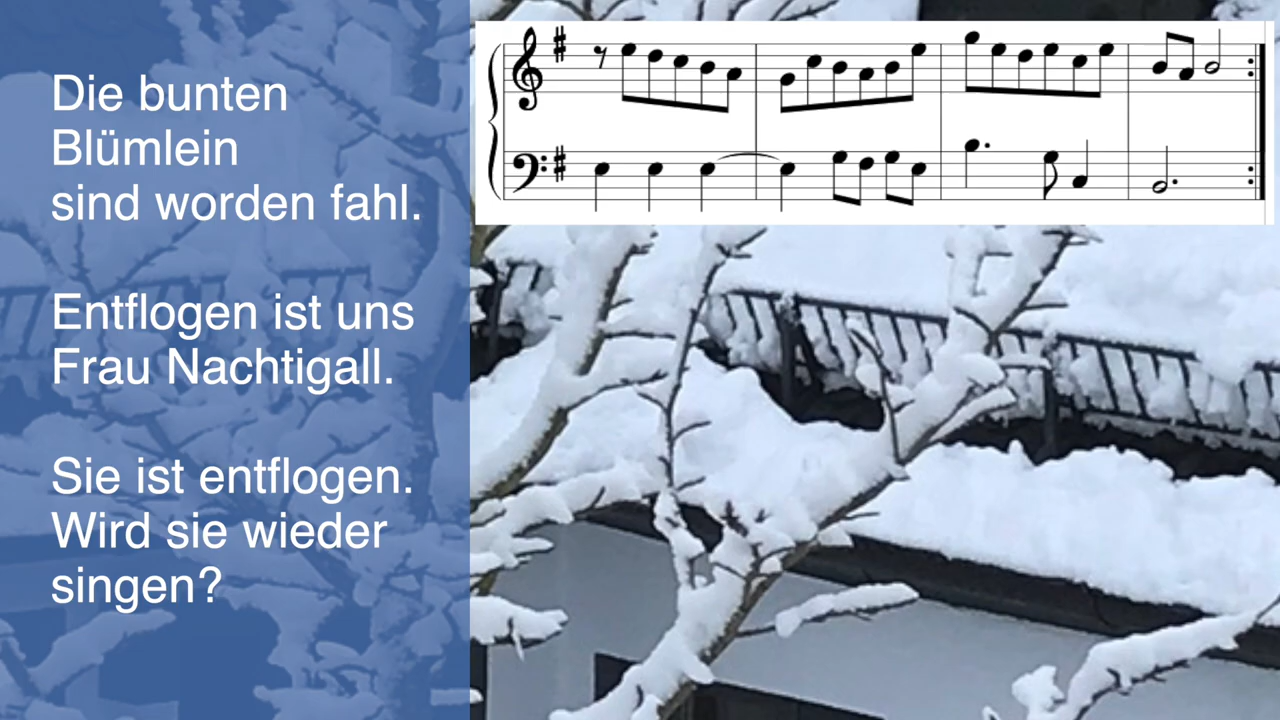 Die bunten
Blümlein
sind worden fahl.
Entflogen ist uns
Frau Nachtigall.
Sie ist entflogen.
Wird sie wieder
singen?